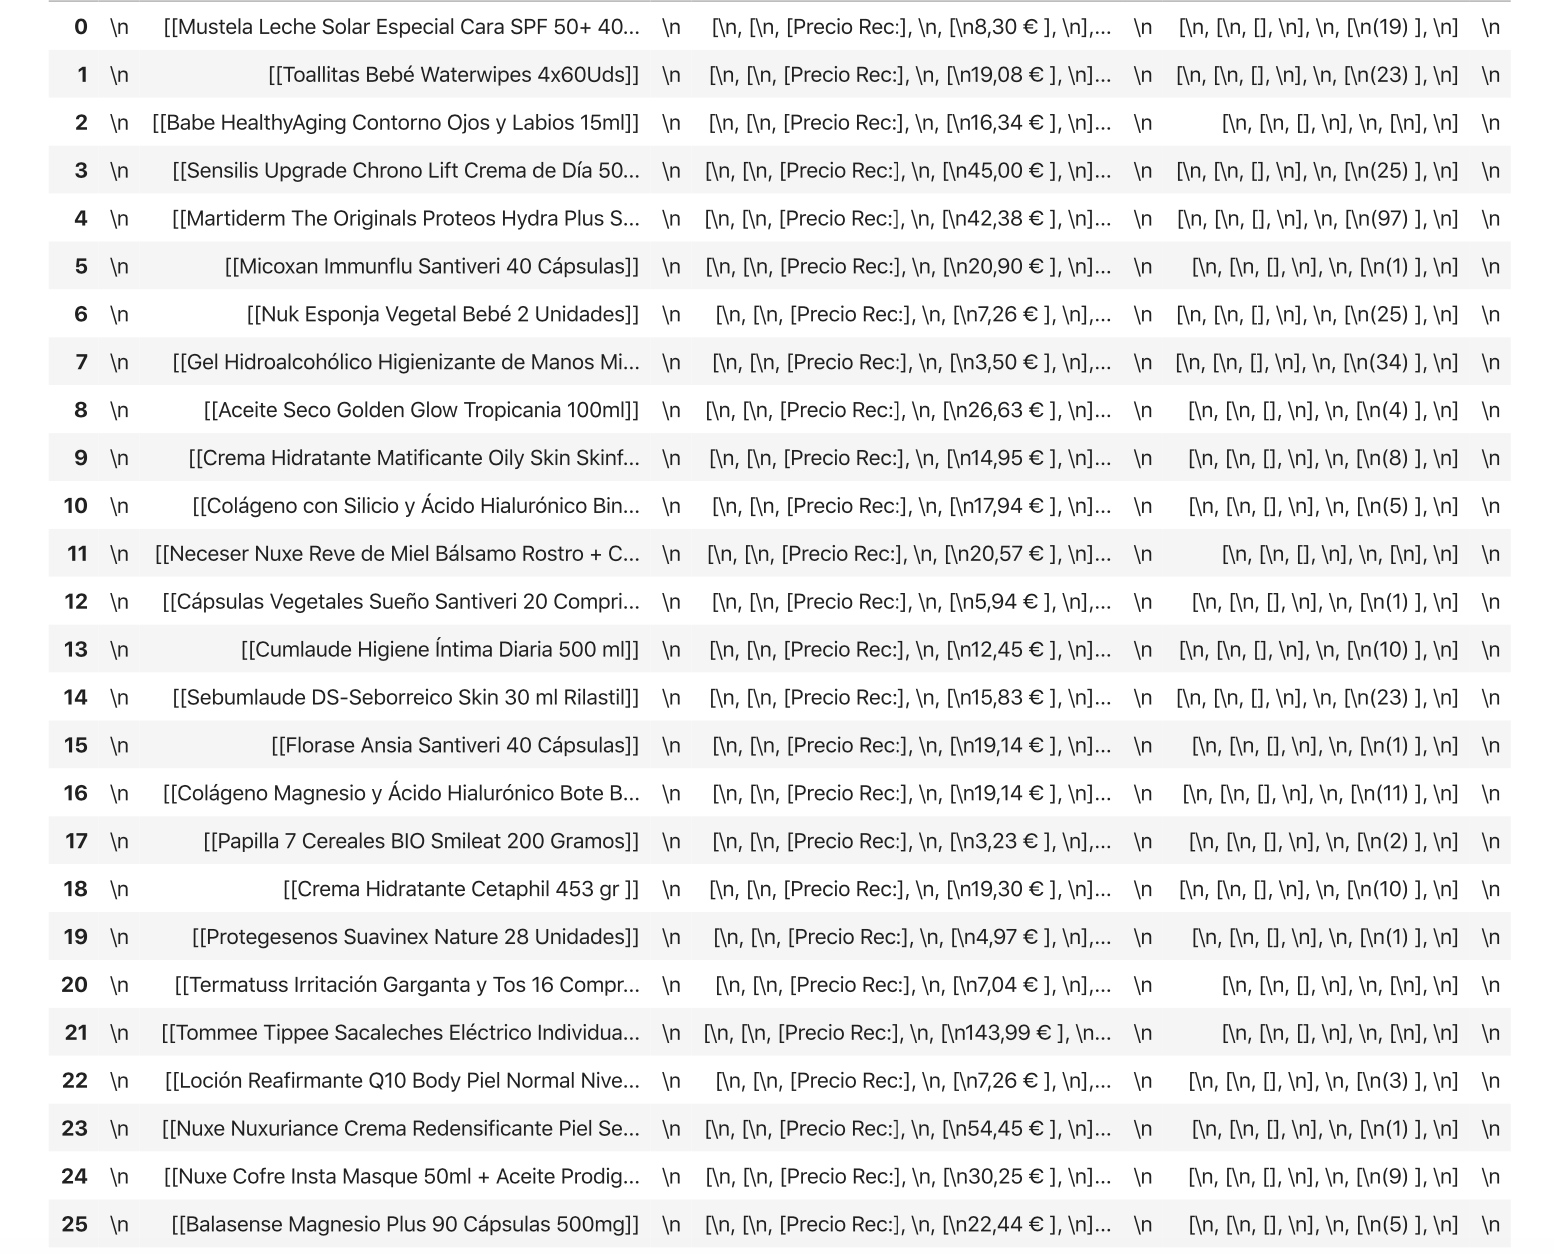 0 \n [[Mustela Leche Solar Especial Cara SPF 50+ 40... \n [\n, [\n, [Precio Rec:], \n, [\n8,30 € ], \n],... \n [\n, [\n, [], \n], \n, [\n(19) ], \n] \n
1 \n [[Toallitas Bebé Waterwipes 4x60Uds]] \n [\n, [\n, [Precio Rec:], \n, [\n19,08 € ], \n]... \n [\n, [\n, [], \n], \n, [\n(23) ], \n] \n
2 \n [[Babe HealthyAging Contorno Ojos y Labios 15ml]] \n [\n, [\n, [Precio Rec:], \n, [\n16,34 € ], \n]... \n [\n, [\n, [], \n], \n, [\n], \n] \n
3 \n [[Sensilis Upgrade Chrono Lift Crema de Día 50... \n [\n, [\n, [Precio Rec:], \n, [\n45,00 € ], \n]... \n [\n, [\n, [], \n], \n, [\n(25) ], \n] \n
4 \n [[Martiderm The Originals Proteos Hydra Plus S... \n [\n, [\n, [Precio Rec:], \n, [\n42,38 € ], \n]... \n [\n, [\n, [], \n], \n, [\n(97) ], \n] \n
5 \n [[Micoxan Immunflu Santiveri 40 Cápsulas]] \n [\n, [\n, [Precio Rec:], \n, [\n20,90 € ], \n]... \n [\n, [\n, [], \n], \n, [\n(1) ], \n] \n
6 \n [[Nuk Esponja Vegetal Bebé 2 Unidades]] \n [\n, [\n, [Precio Rec:], \n, [\n7,26 € ], \n],... \n [\n, [\n, [], \n], \n, [\n(25) ], \n] \n
7 \n [[Gel Hidroalcohólico Higienizante de Manos Mi... \n [\n, [\n, [Precio Rec:], \n, [\n3,50 € ], \n],... \n [\n, [\n, [], \n], \n, [\n(34) ], \n] \n
8 \n [[Aceite Seco Golden Glow Tropicania 100ml]] \n [\n, [\n, [Precio Rec:], \n, [\n26,63 € ], \n]... \n [\n, [\n, [], \n], \n, [\n(4) ], \n] \n
9 \n [[Crema Hidratante Matificante Oily Skin Skinf... \n [\n, [\n, [Precio Rec:], \n, [\n14,95 € ], \n]... \n [\n, [\n, [], \n], \n, [\n(8) ], \n] \n
10 \n [[Colágeno con Silicio y Ácido Hialurónico Bin... \n [\n, [\n, [Precio Rec:], \n, [\n17,94 € ], \n]... \n [\n, [\n, [], \n], \n, [\n(5) ], \n] \n
11 \n [[Neceser Nuxe Reve de Miel Bálsamo Rostro + C... \n [\n, [\n, [Precio Rec:], \n, [\n20,57 € ], \n]... \n [\n, [\n, [], \n], \n, [\n], \n] \n
12 \n [[Cápsulas Vegetales Sueño Santiveri 20 Compri... \n [\n, [\n, [Precio Rec:], \n, [\n5,94 € ], \n],... \n [\n, [\n, [], \n], \n, [\n(1) ], \n] \n
13 \n [[Cumlaude Higiene Íntima Diaria 500 ml]] \n [\n, [\n, [Precio Rec:], \n, [\n12,45 € ], \n]... \n [\n, [\n, [], \n], \n, [\n(10) ], \n] \n
14 \n [[Sebumlaude DS-Seborreico Skin 30 ml Rilastil]] \n [\n, [\n, [Precio Rec:], \n, [\n15,83 € ], \n]... \n [\n, [\n, [], \n], \n, [\n(23) ], \n] \n
15 \n [[Florase Ansia Santiveri 40 Cápsulas]] \n [\n, [\n, [Precio Rec:], \n, [\n19,14 € ], \n]... \n [\n, [\n, [], \n], \n, [\n(1) ], \n] \n
16 \n [[Colágeno Magnesio y Ácido Hialurónico Bote B... \n [\n, [\n, [Precio Rec:], \n, [\n19,14 € ], \n]... \n [\n, [\n, [], \n], \n, [\n(11) ], \n] \n
17 \n [[Papilla 7 Cereales BIO Smileat 200 Gramos]] \n [\n, [\n, [Precio Rec:], \n, [\n3,23 € ], \n],... \n [\n, [\n, [], \n], \n, [\n(2) ], \n] \n
18 \n [[Crema Hidratante Cetaphil 453 gr ]] \n [\n, [\n, [Precio Rec:], \n, [\n19,30 € ], \n]... \n [\n, [\n, [], \n], \n, [\n(10) ], \n] \n
19 \n [[Protegesenos Suavinex Nature 28 Unidades]] \n [\n, [\n, [Precio Rec:], \n, [\n4,97 € ], \n],... \n [\n, [\n, [], \n], \n, [\n(1) ], \n] \n
20 \n [[Termatuss Irritación Garganta y Tos 16 Compr... \n [\n, [\n, [Precio Rec:], \n, [\n7,04 € ], \n],... \n [\n, [\n, [], \n], \n, [\n], \n] \n
21 \n [[Tommee Tippee Sacaleches Eléctrico Individua... \n [\n, [\n, [Precio Rec:], \n, [\n143,99 € ], \n... \n [\n, [\n, [], \n], \n, [\n], \n] \n
22 \n [[Loción Reafirmante Q10 Body Piel Normal Nive... \n [\n, [\n, [Precio Rec:], \n, [\n7,26 € ], \n],... \n [\n, [\n, [], \n], \n, [\n(3) ], \n] \n
23 \n [[Nuxe Nuxuriance Crema Redensificante Piel Se... \n [\n, [\n, [Precio Rec:], \n, [\n54,45 € ], \n]... \n [\n, [\n, [], \n], \n, [\n(1) ], \n] \n
24 \n [[Nuxe Cofre Insta Masque 50ml + Aceite Prodig... \n [\n, [\n, [Precio Rec:], \n, [\n30,25 € ], \n]... \n [\n, [\n, [], \n], \n, [\n(9) ], \n] \n
25 \n [[Balasense Magnesio Plus 90 Cápsulas 500mg]] \n [\n, [\n, [Precio Rec:], \n, [\n22,44 € ], \n]... \n [\n, [\n, [], \n], \n, [\n(5) ], \n] \n